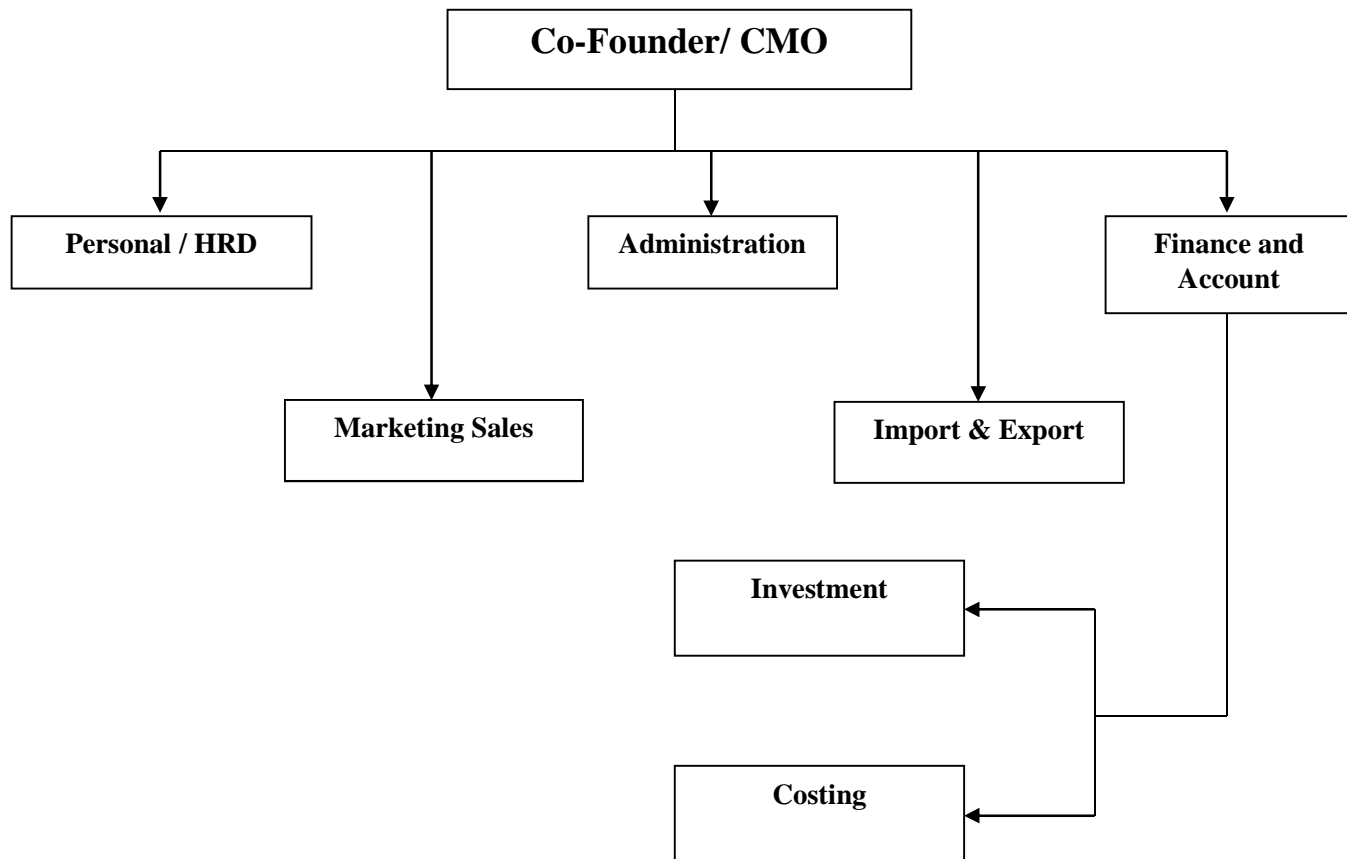 Co-Founder/ CMO
Personal / HRD
Administration
Finance and
Account
Marketing Sales
Import & Export
Investment
Costing